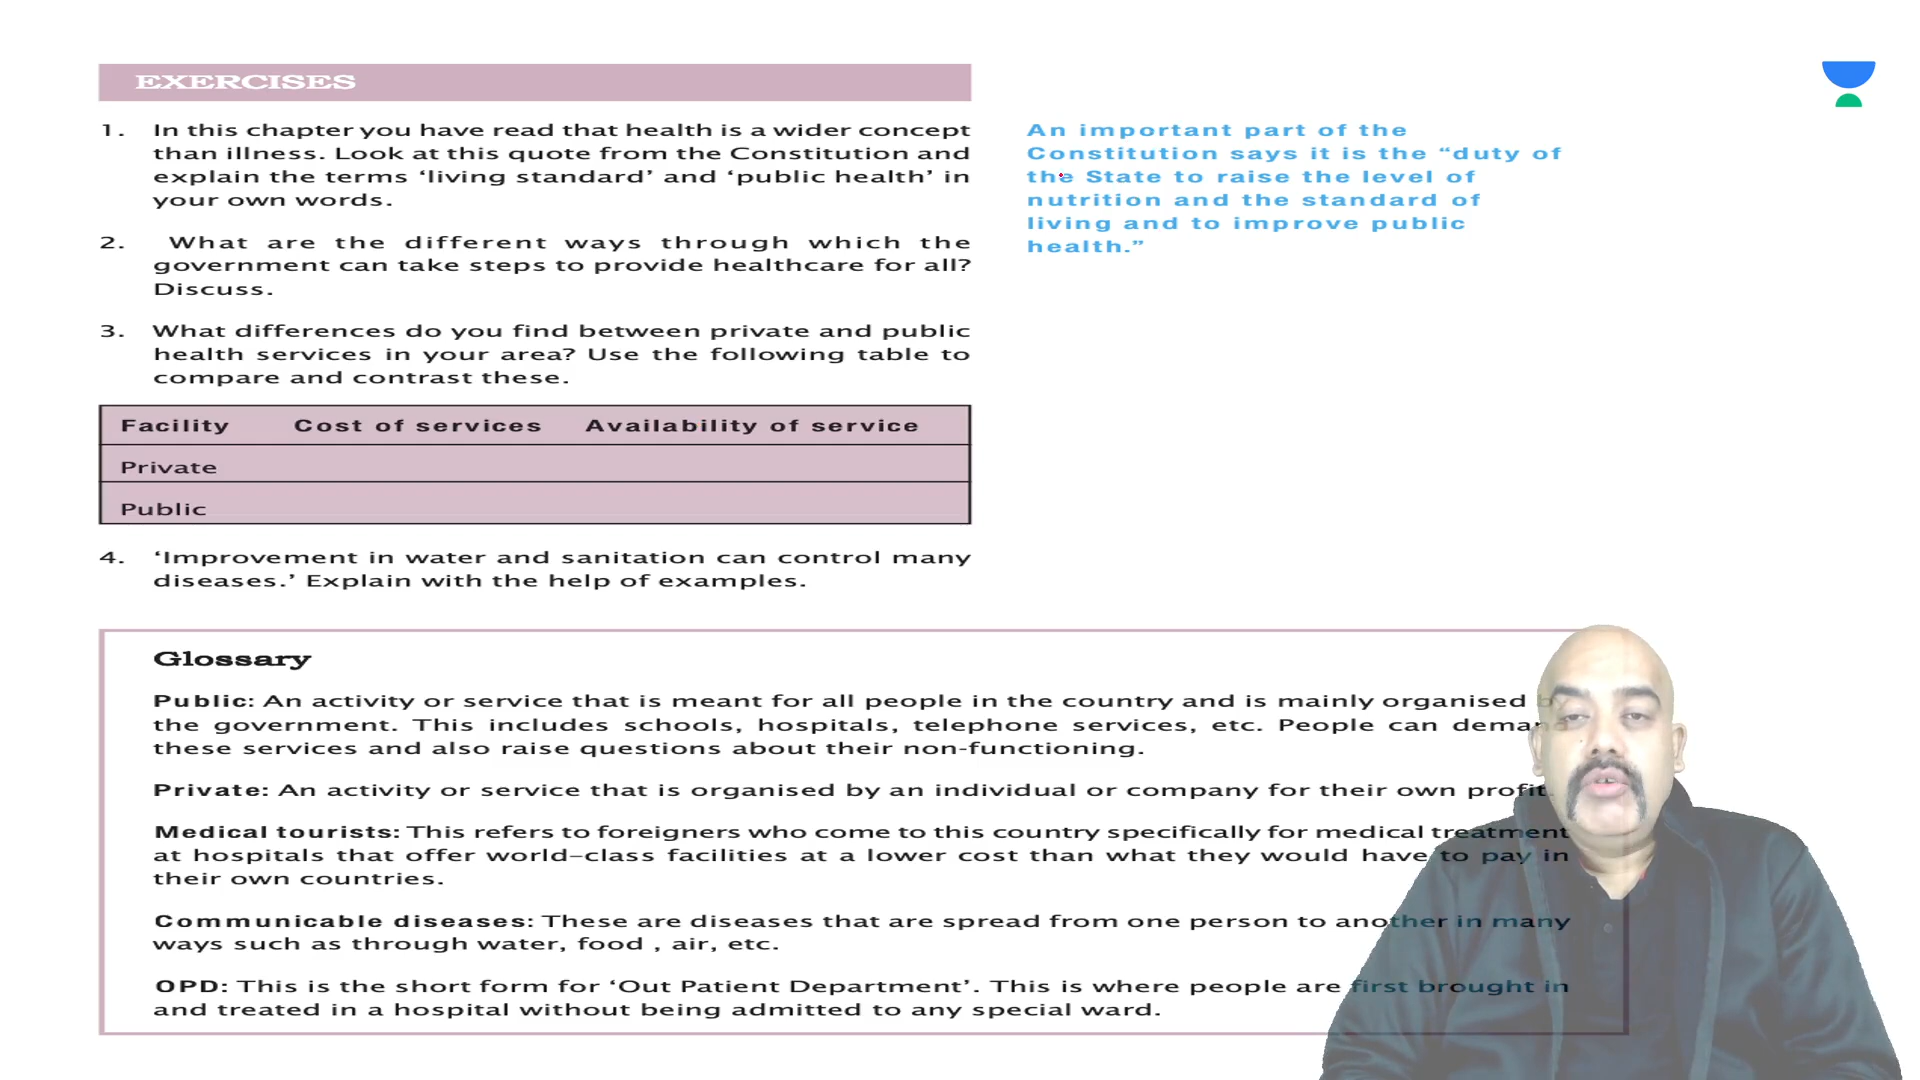 EXERCISES
1. In this chapter you have read that health is a wider concept
than illness. Look at this quote from the Constitution and
explain the terms ‘living standard’ and ‘public health’ in
your own words.
2. What are the different ways through which the
government can take steps to provide healthcare for all?
Discuss.
3. What differences do you find between private and public
health services in your area? Use the following table to
compare and contrast these.
Facility Cost of services Availability of service
Private
Public
4. ‘Improvement in water and sanitation can control many
diseases.’ Explain with the help of examples.
An important part of the
Constitution says it is the “duty of
the State to raise the level of
nutrition and the standard of
living and to improve public
health.”
Glossary
Public: An activity or service that is meant for all people in the country and is mainly organised by
the government. This includes schools, hospitals, telephone services, etc. People can demand
these services and also raise questions about their non-functioning.
Private: An activity or service that is organised by an individual or company for their own profit.
Medical tourists: This refers to foreigners who come to this country specifically for medical treatment
at hospitals that offer world–class facilities at a lower cost than what they would have to pay in
their own countries.
Communicable diseases: These are diseases that are spread from one person to another in many
ways such as through water, food , air, etc.
OPD: This is the short form for ‘Out Patient Department’. This is where people are first brought in
and treated in a hospital without being admitted to any special ward.